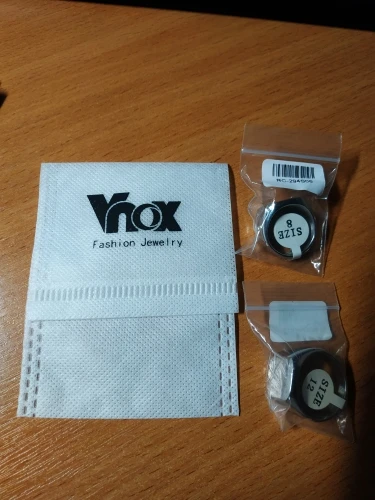 Vnox
Fashion Jewelry
SIZE
8
SIZE
12